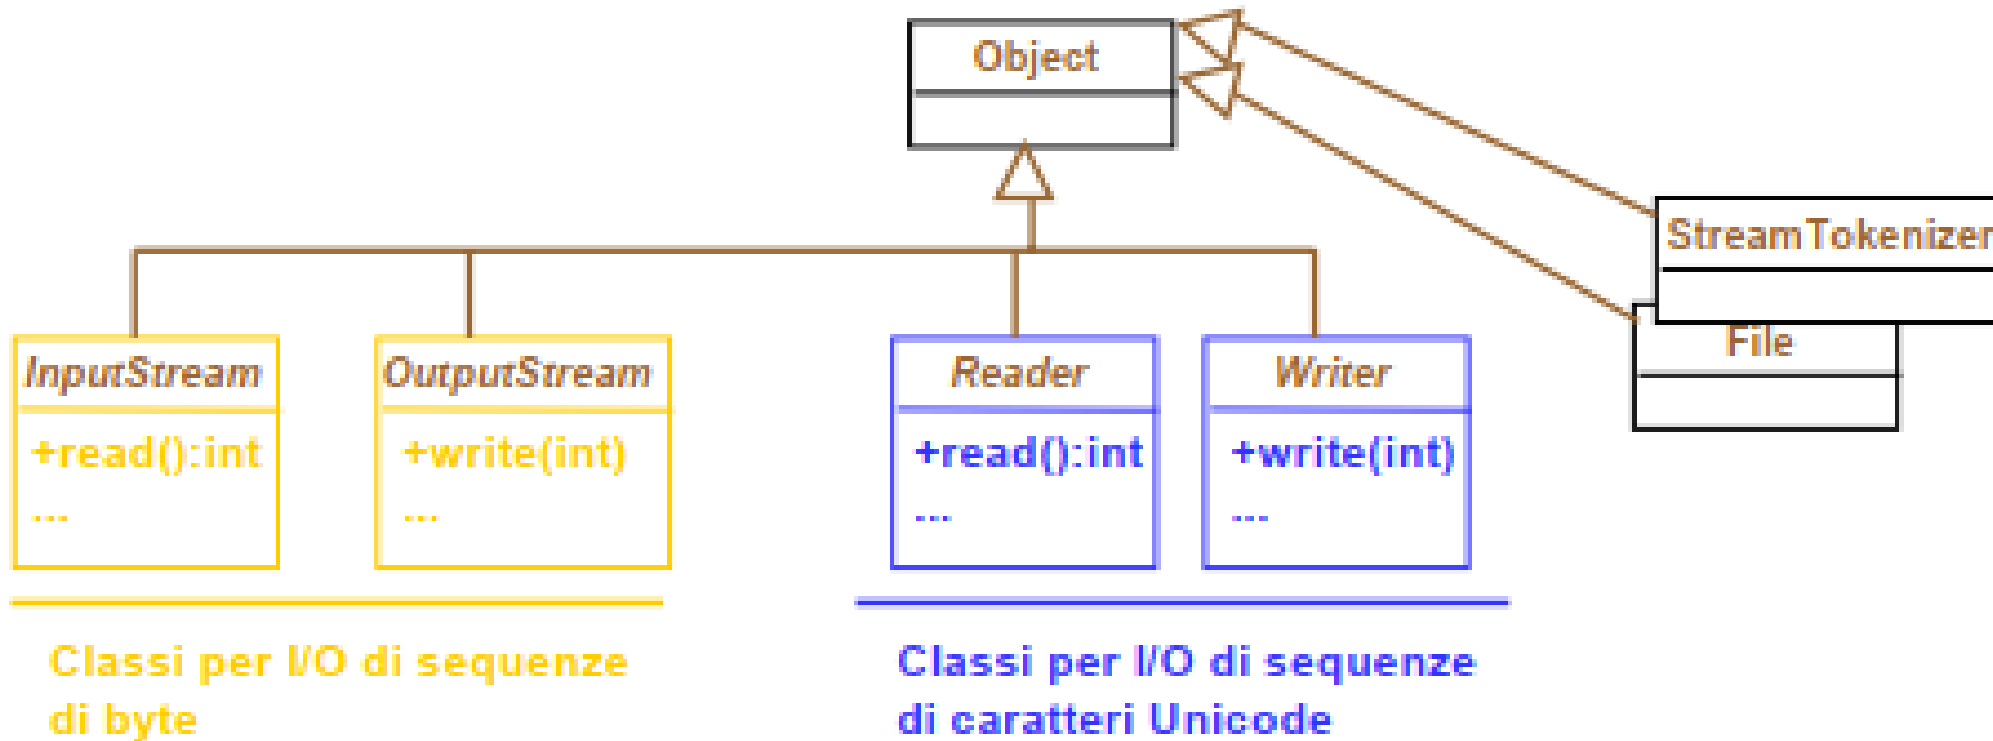 Object
StreamTokenizer
File
InputStream
+read():int
...
OutputStream
+write(int)
...
Reader
+read():int
...
Writer
+write(int)
...
Classi per I/O di sequenze
di byte
Classi per I/O di sequenze
di caratteri Unicode